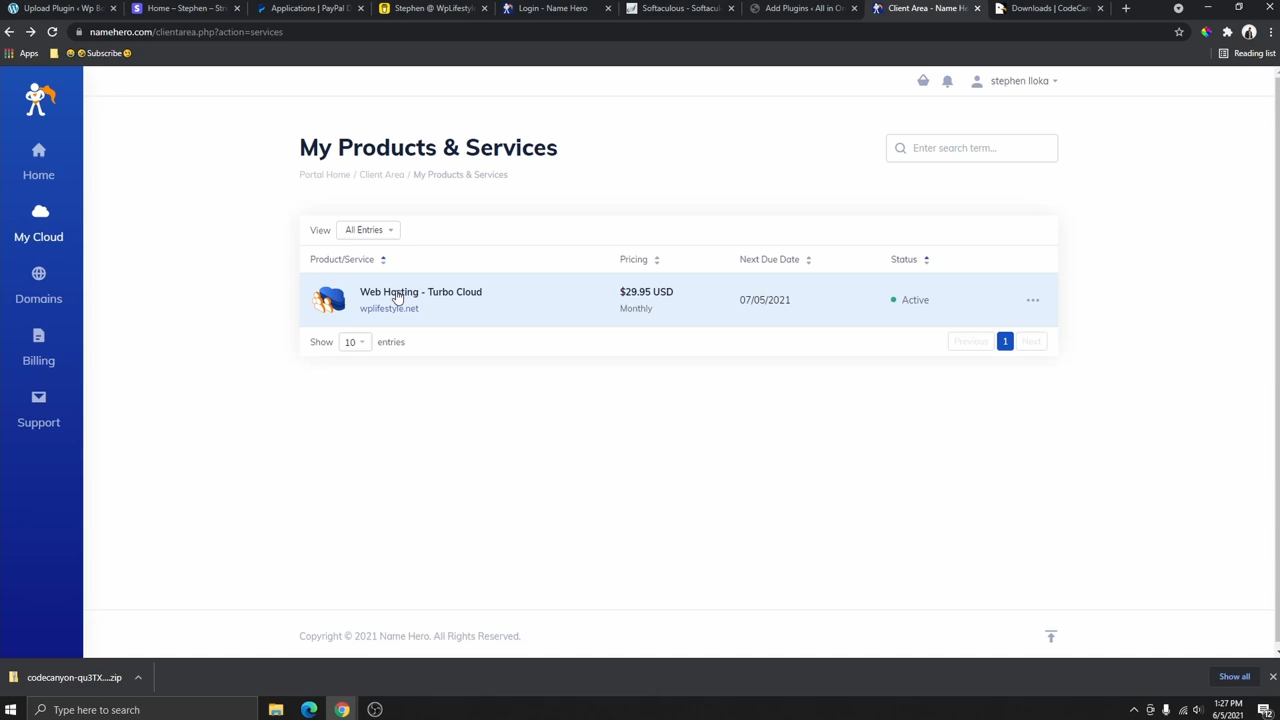 Upload Plugin ‹ Wp Bo
Home – Stephen – Str
Applications | PayPal D
Stephen @ WpLifestyle
Login - Name Hero
Softaculous - Softacul
Add Plugins ‹ All in O
Client Area - Name He
Downloads | CodeCan
namehero.com/clientarea.php?action=services
Apps
Subscribe
Reading list
stephen Iloka
Home
My Cloud
Domains
Billing
Support
My Products & Services
Enter search term...
Portal Home / Client Area / My Products & Services
View All Entries
Product/Service Pricing Next Due Date Status
Web Hosting - Turbo Cloud
wplifestyle.net
$29.95 USD
Monthly
07/05/2021
Active
Show 10 entries
Previous 1 Next
Copyright © 2021 Name Hero. All Rights Reserved.
codecanyon-qu3TX....zip
Show all
Type here to search
1:27 PM
6/5/2021